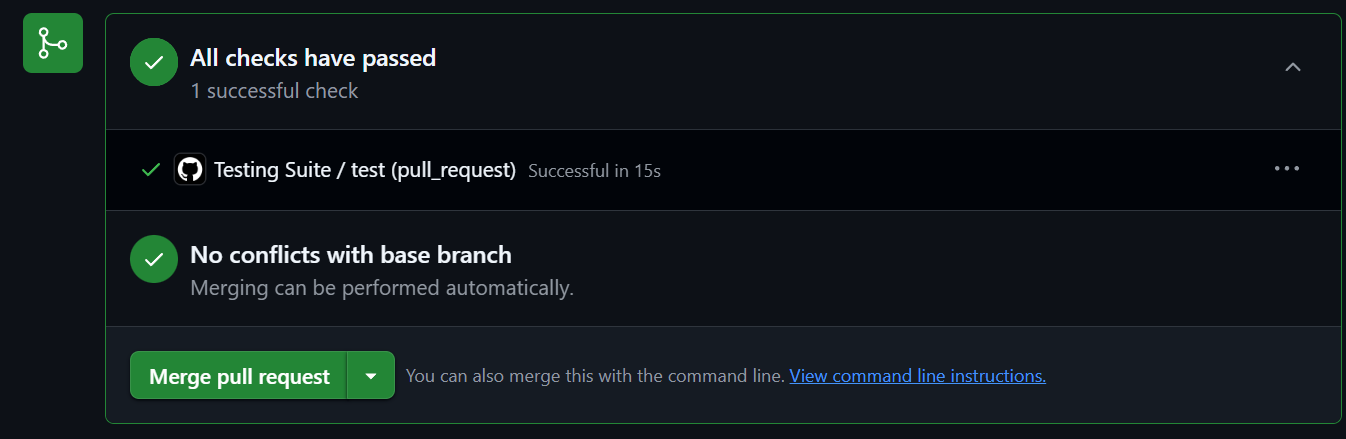 All checks have passed
1 successful check
Testing Suite / test (pull_request) Successful in 15s
No conflicts with base branch
Merging can be performed automatically.
Merge pull request You can also merge this with the command line. View command line instructions.